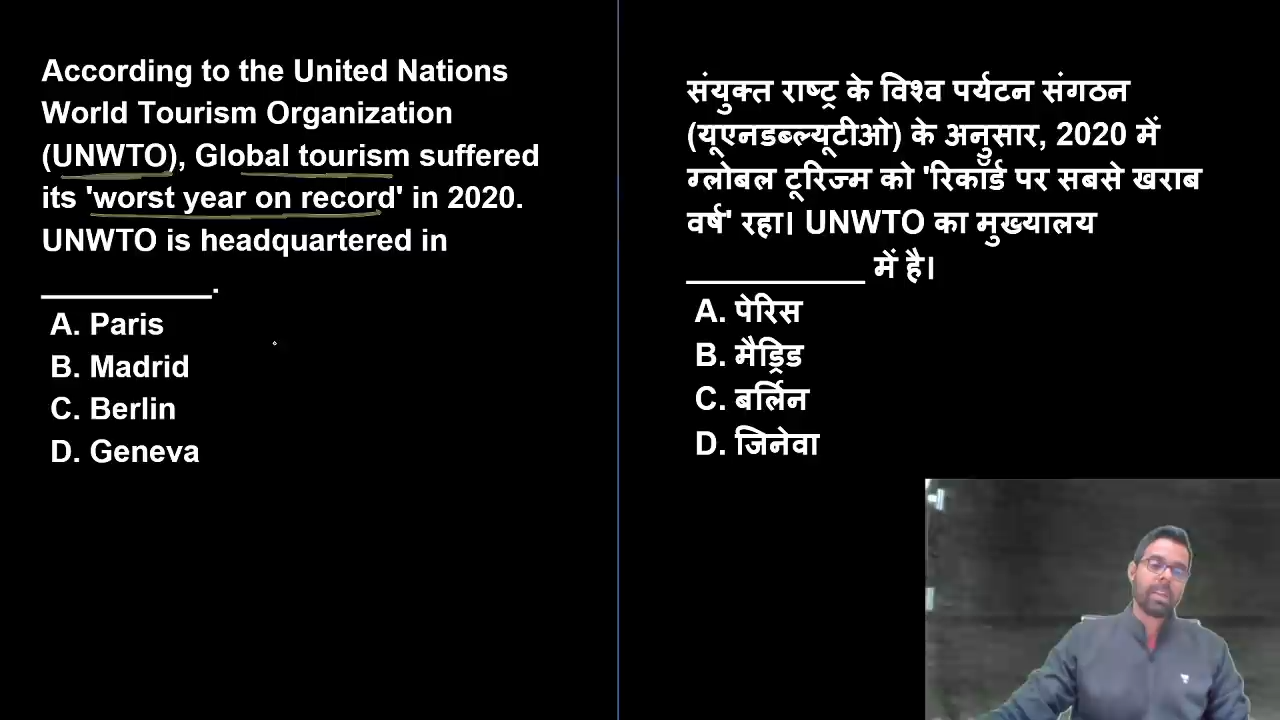 According to the United Nations
World Tourism Organization
(UNWTO), Global tourism suffered
its 'worst year on record' in 2020.
UNWTO is headquartered in
__________.
A. Paris
B. Madrid
C. Berlin
D. Geneva
संयुक्त राष्ट्र के विश्व पर्यटन संगठन
(यूएनडब्ल्यूटीओ) के अनुसार, 2020 में
ग्लोबल टूरिज्म को 'रिकॉर्ड पर सबसे खराब
वर्ष' रहा। UNWTO का मुख्यालय
__________ में है।
A. पेरिस
B. मैड्रिड
C. बर्लिन
D. जिनेवा